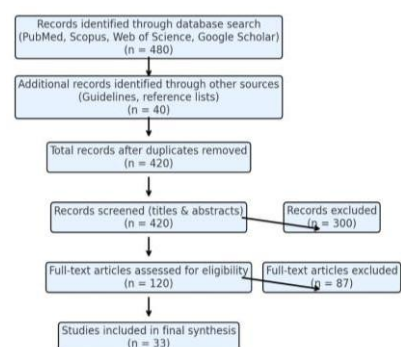 Records identified through database search
(PubMed, Scopus, Web of Science, Google Scholar)
(n = 480)
Additional records identified through other sources
(Guidelines, reference lists)
(n = 40)
Total records after duplicates removed
(n = 420)
Records screened (titles & abstracts)
(n = 420)
Records excluded
(n = 300)
Full-text articles assessed for eligibility
(n = 120)
Full-text articles excluded
(n = 87)
Studies included in final synthesis
(n = 33)